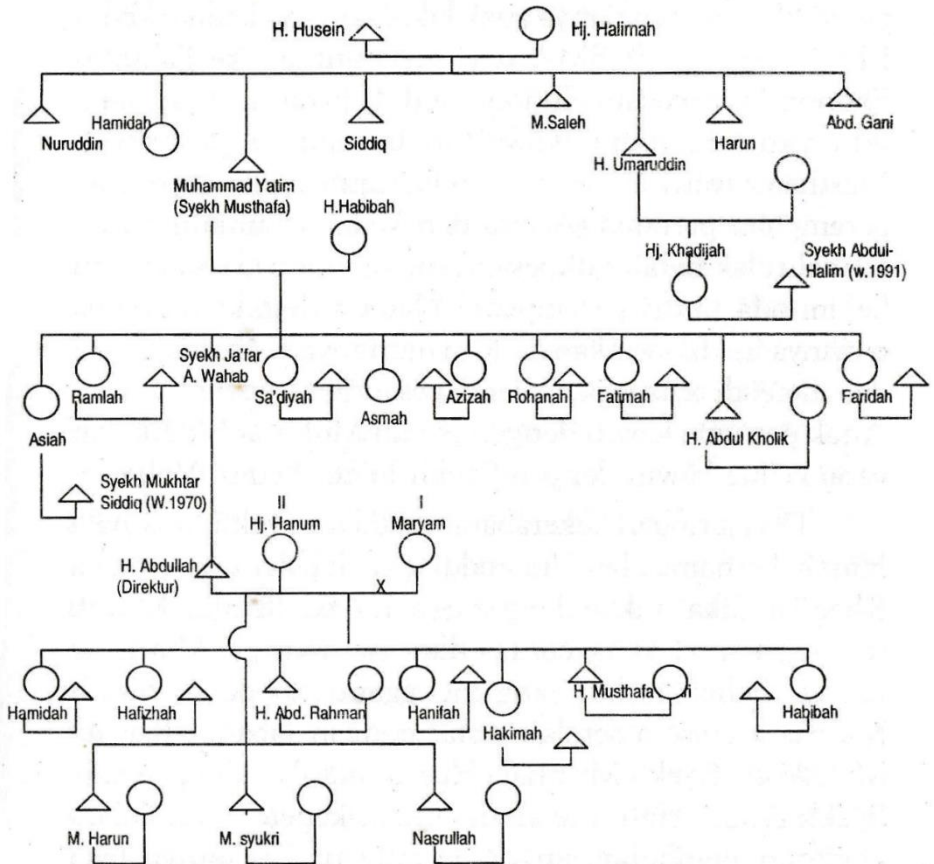 H. Husein
Hj. Halirnah
Nuruddin
Hamidah
Muhammad Yatim
(Syekh Musthafa)
H.Habibah
Siddiq
M.Saleh
H. Umaruddin
Harun
Abd. Gani
Hj. Khadijah
Syekh Abdul-
Halim (w.1991)
Asiah
Ramlah
Syekh Ja'far
A. Wahab
Sa'diyah
Asmah
Azizah
Rohanah
Fatimah
H. Abdul Kholik
Faridah
Syekh Mukhtar
Siddiq (W.1970)
H. Abdullah
(Direktur)
II
Hj. Hanum
I
Maryam
X
Hamidah
Hafizhah
H. Abd. Rahman
Hanifah
Hakimah
H. Musthafa
Habibah
M. Harun
M. syukri
Nasrullah